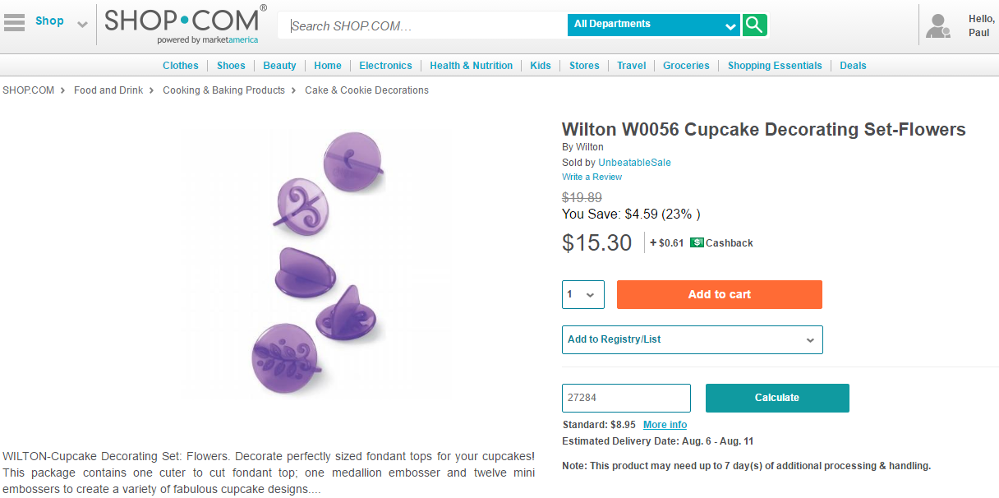 Shop
SHOP.COM®
powered by marketamerica
Search SHOP.COM...
All Departments
Hello,
Paul
Clothes
Shoes
Beauty
Home
Electronics
Health & Nutrition
Kids
Stores
Travel
Groceries
Shopping Essentials
Deals
SHOP.COM > Food and Drink > Cooking & Baking Products > Cake & Cookie Decorations
Wilton W0056 Cupcake Decorating Set-Flowers
By Wilton
Sold by UnbeatableSale
Write a Review
$19.89
You Save: $4.59 (23% )
$15.30
+ $0.61 $ Cashback
1
Add to cart
Add to Registry/List
27284
Calculate
Standard: $8.95 More info
Estimated Delivery Date: Aug. 6 - Aug. 11
Note: This product may need up to 7 day(s) of additional processing & handling.
WILTON-Cupcake Decorating Set: Flowers. Decorate perfectly sized fondant tops for your cupcakes!
This package contains one cuter to cut fondant top; one medallion embosser and twelve mini
embossers to create a variety of fabulous cupcake designs....